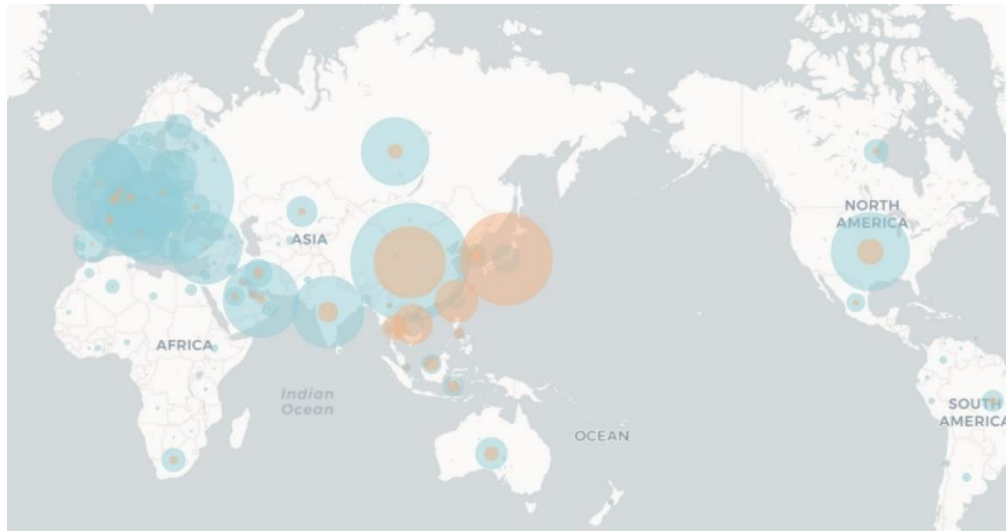 NORTH
AMERICA
ASIA
AFRICA
Indian
Ocean
OCEAN
SOUTH
AMERICA